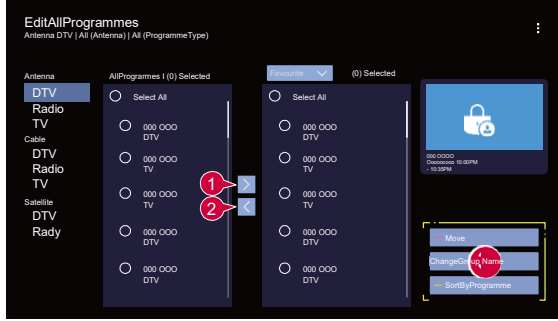 EditAllProgrammes
Antenna DTV | All (Antenna) | All (ProgrammeType)
Antenna
DTV
Radio
TV
Cable
DTV
Radio
TV
Satellite
DTV
Rady
AllProgrammes I (0) Selected
Select All
000 OOO
DTV
000 OOO
TV
000 OOO
TV
000 OOO
DTV
000 OOO
DTV
1
2
Favourite
(0) Selected
Select All
000 OOO
DTV
000 OOO
TV
000 OOO
TV
000 OOO
DTV
000 OOO
DTV
000 OOOO
Ooooooooo 10:00PM
- 10:35PM
Move
ChangeGroup Name
SortByProgramme